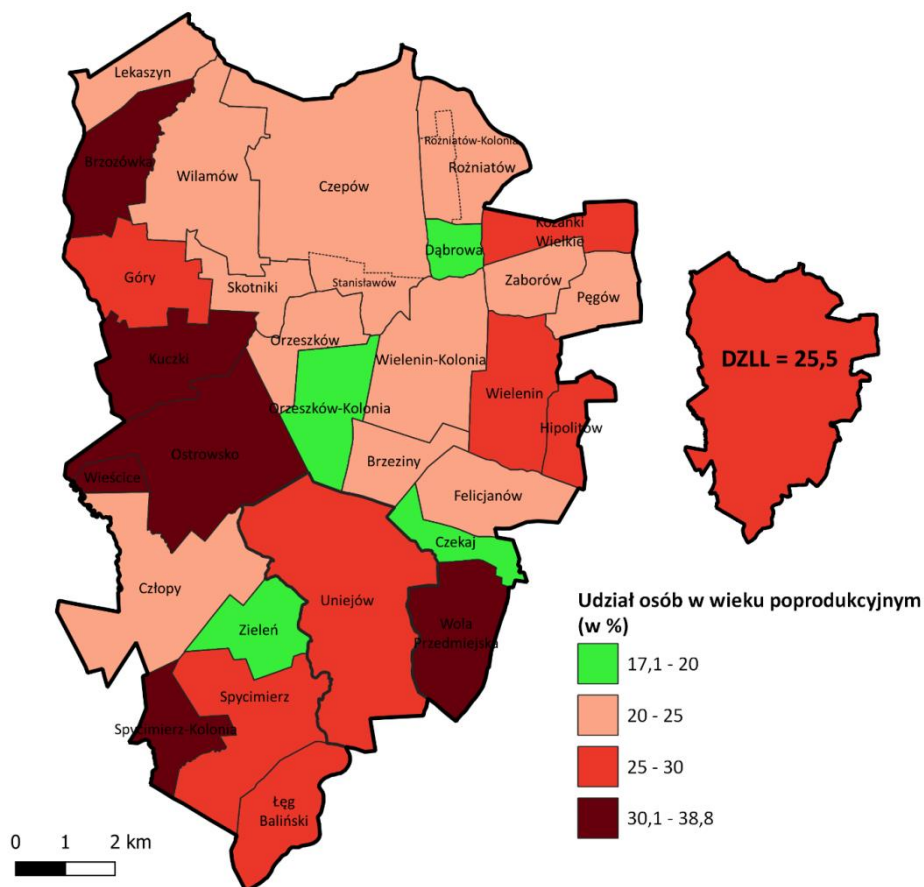 Lekaszyn
Brzozówka
Wilamów
Czepów
Rożniatów-Kolonia
Rożniatów
Dąbrowa
Kozanki
Wielkie
Góry
Skotniki
Stanisławów
Zaborów
Pęgów
Orzeszków
Kuczki
Wielenin-Kolonia
DZLL = 25,5
Wielenin
Orzeszków-Kolonia
Hipolitów
Ostrowsko
Brzeziny
Wieścice
Felicjanów
Czekaj
Człopy
Uniejów
Udział osób w wieku poprodukcyjnym
(w %)
Zieleń
Wola
Przedmiejska
17,1 - 20
Spycimierz
20 - 25
Spycimierz-Kolonia
25 - 30
Łęg
Baliński
30,1 - 38,8
0 1 2 km